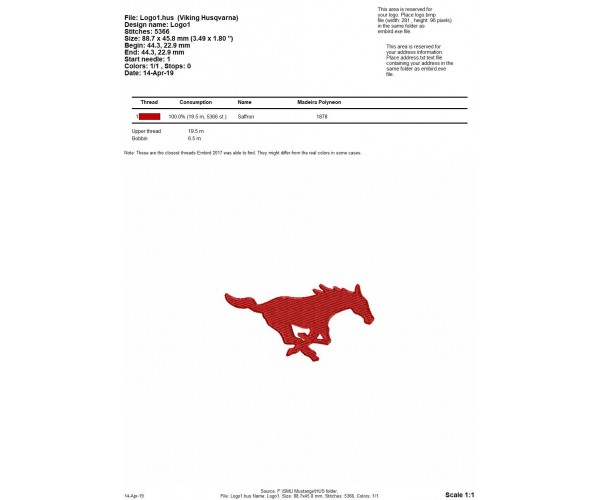 File: Logo1.hus (Viking Husqvarna)
Design name: Logo1
Stitches: 5366
Size: 88.7 x 45.8 mm (3.49 x 1.80 ")
Begin: 44.3, 22.9 mm
End: 44.3, 22.9 mm
Start needle: 1
Colors: 1/1 , Stops: 0
Date: 14-Apr-19
This area is reserved for
your logo. Place logo.bmp
file (width: 281 , height: 96 pixels)
in the same folder as
embird.exe file.
This area is reserved for
your address information.
Place address.txt text file
containing your address in the
same folder as embird.exe
file.
Thread Consumption Name Madeira Polyneon
1 100.0% (19.5 m, 5366 st.) Saffron 1878
Upper thread 19.5 m
Bobbin 6.5 m
Note: These are the closest threads Embird 2017 was able to find. They might differ from the real colors in some cases.
Source: F:\SMU Mustangs\HUS folder,
14-Apr-19 File: Logo1.hus Name: Logo1, Size: 88.7x45.8 mm, Stitches: 5366, Colors: 1/1 Scale 1:1